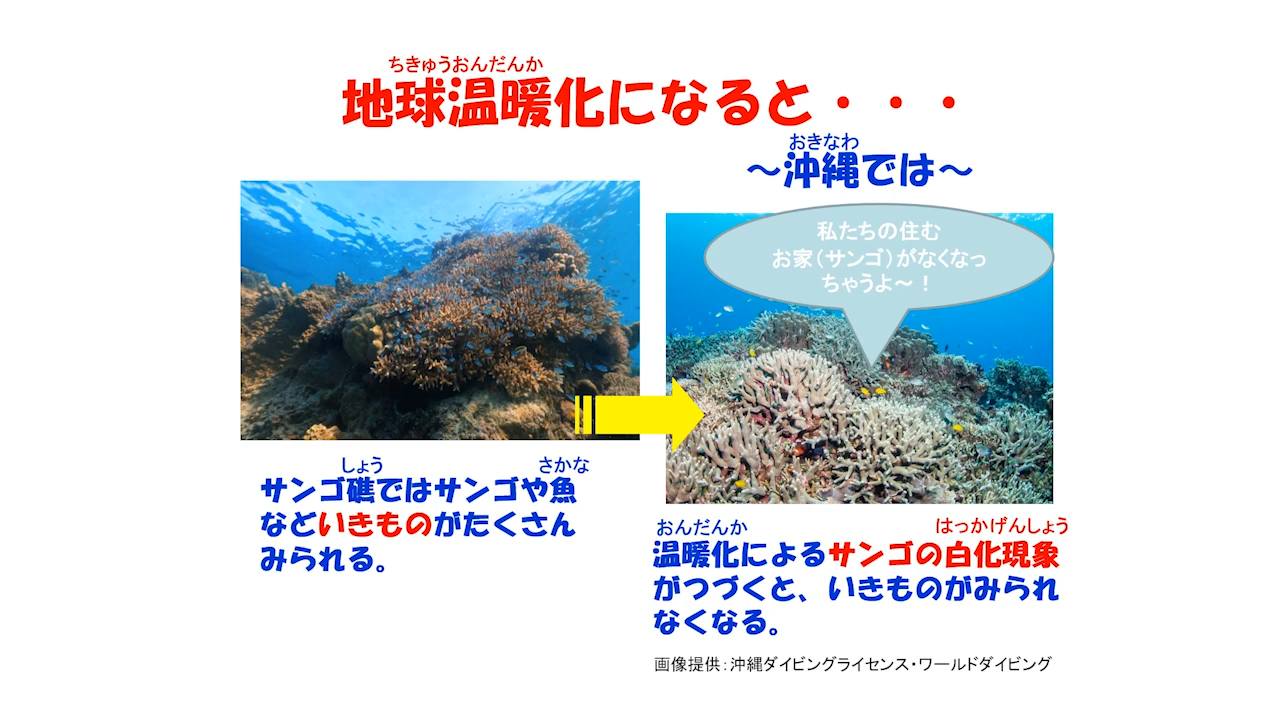 ちきゅうおんだんか
地球温暖化になると・・・
おきなわ
～沖縄では～
私たちの住む
お家（サンゴ）がなくなっ
ちゃうよ～！
しょう さかな
サンゴ礁ではサンゴや魚
などいきものがたくさん
みられる。
おんだんか はっかげんしょう
温暖化によるサンゴの白化現象
がつづくと、いきものがみられ
なくなる。
画像提供：沖縄ダイビングライセンス・ワールドダイビング